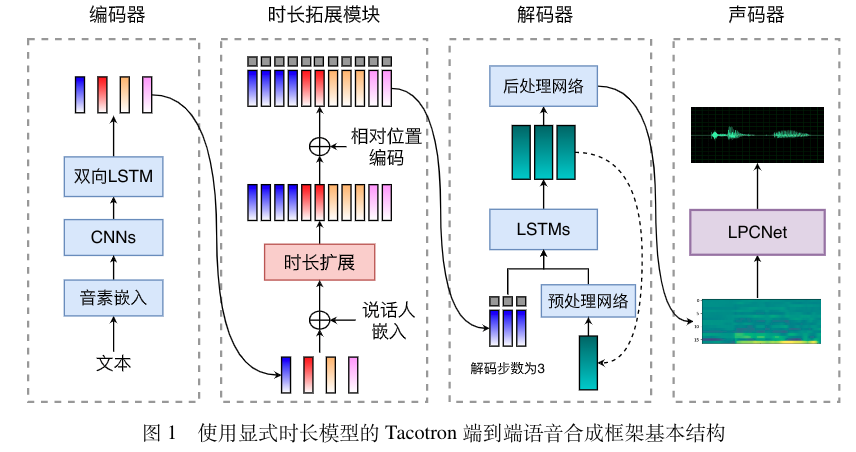 编码器
时长拓展模块
解码器
声码器
双向LSTM
CNNs
音素嵌入
文本
相对位置
编码
时长扩展
说话人
嵌入
后处理网络
LSTMs
预处理网络
解码步数为3
LPCNet
0
5
10
15
图 1 使用显式时长模型的 Tacotron 端到端语音合成框架基本结构